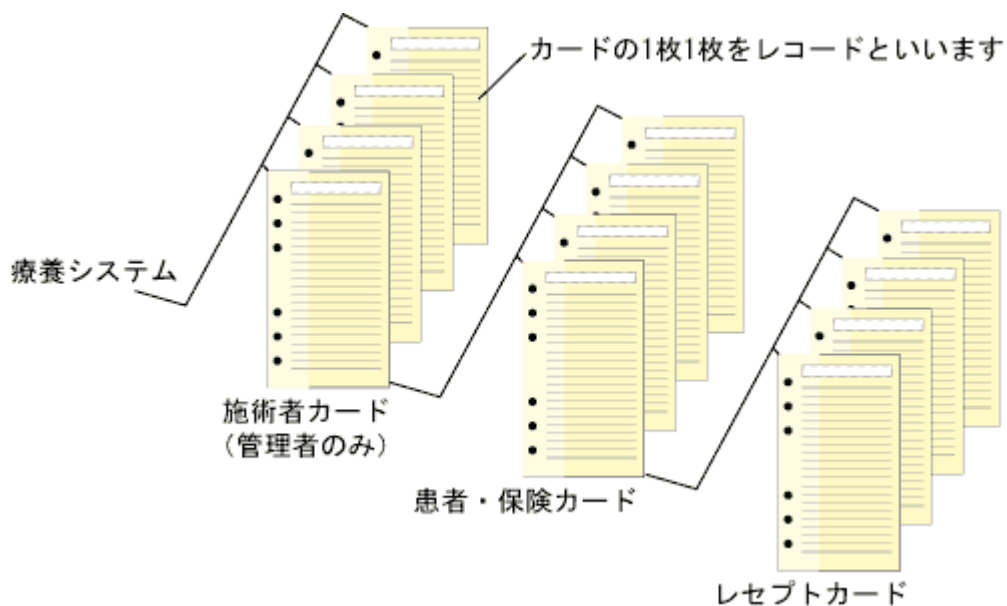 カードの1枚1枚をレコードといいます
療養システム
施術者カード
(管理者のみ)
患者・保険カード
レセプトカード